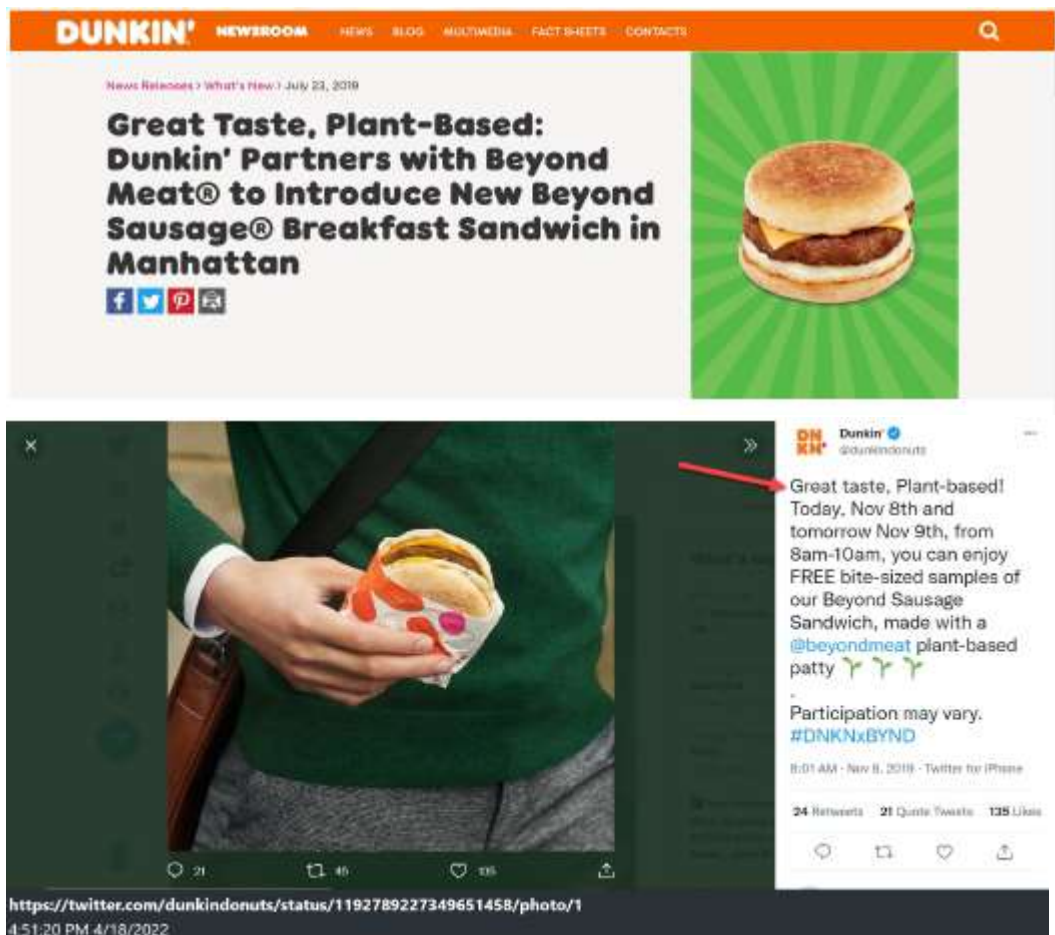 DUNKIN' NEWSROOM NEWS BLOG MULTIMEDIA FACT SHEETS CONTACTS
News Releases > What's New > July 23, 2019
Great Taste, Plant-Based:
Dunkin' Partners with Beyond
Meat® to Introduce New Beyond
Sausage® Breakfast Sandwich in
Manhattan
DN
KN'
Dunkin'
@dunkindonuts
Great taste, Plant-based!
Today, Nov 8th and
tomorrow Nov 9th, from
8am-10am, you can enjoy
FREE bite-sized samples of
our Beyond Sausage
Sandwich, made with a
@beyondmeat plant-based
patty
.
Participation may vary.
#DNKNxBYND
8:01 AM · Nov 8, 2019 · Twitter for iPhone
24 Retweets 21 Quote Tweets 135 Likes
21 45 135
https://twitter.com/dunkindonuts/status/1192789227349651458/photo/1
4:51:20 PM 4/18/2022